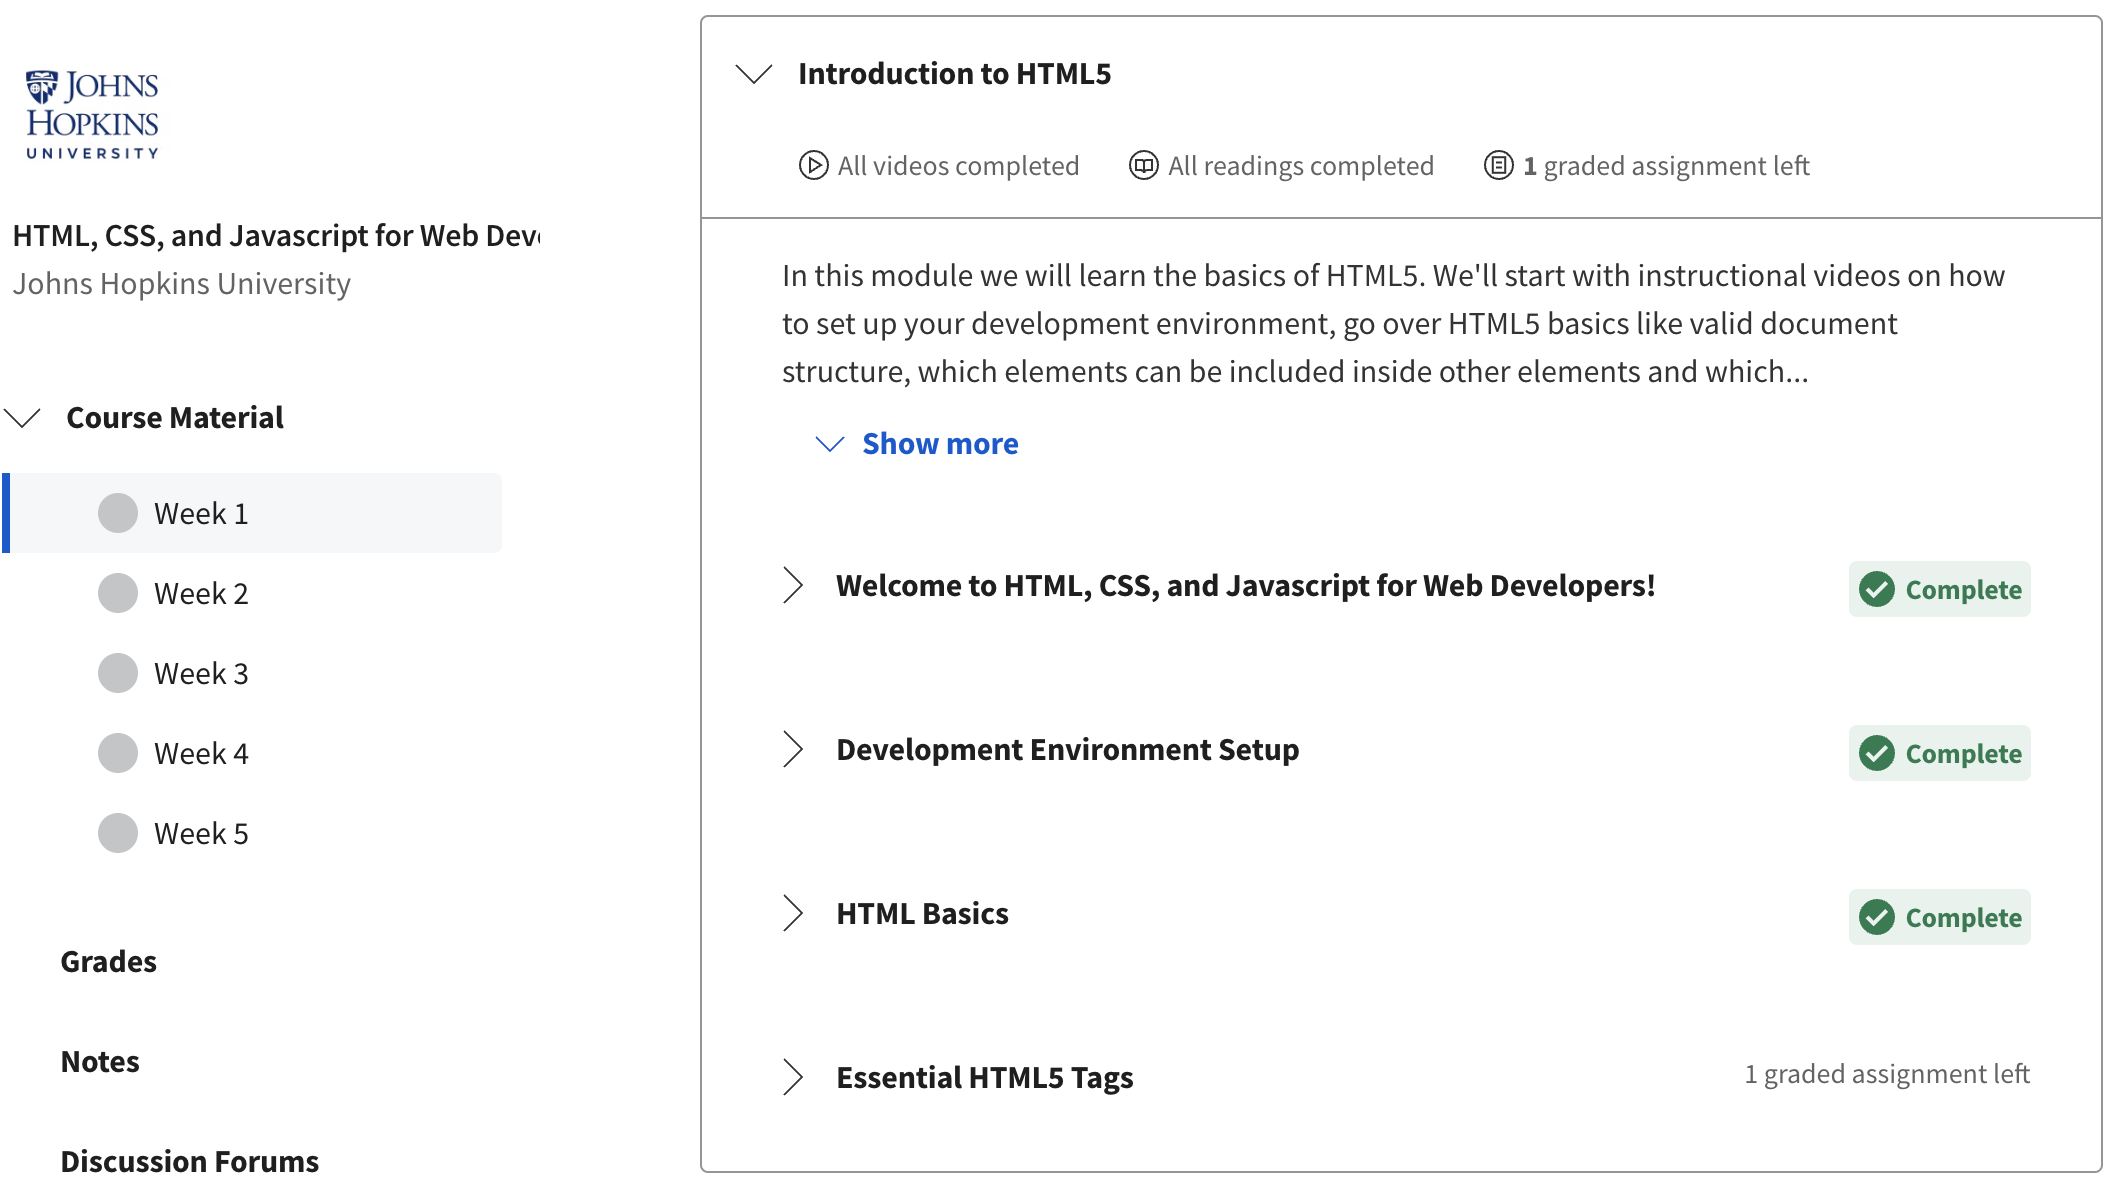 JOHNS
HOPKINS
UNIVERSITY
HTML, CSS, and Javascript for Web Dev
Johns Hopkins University
Course Material
Week 1
Week 2
Week 3
Week 4
Week 5
Grades
Notes
Discussion Forums
Introduction to HTML5
All videos completed
All readings completed
1 graded assignment left
In this module we will learn the basics of HTML5. We'll start with instructional videos on how
to set up your development environment, go over HTML5 basics like valid document
structure, which elements can be included inside other elements and which...
Show more
Welcome to HTML, CSS, and Javascript for Web Developers!
Complete
Development Environment Setup
Complete
HTML Basics
Complete
Essential HTML5 Tags
1 graded assignment left